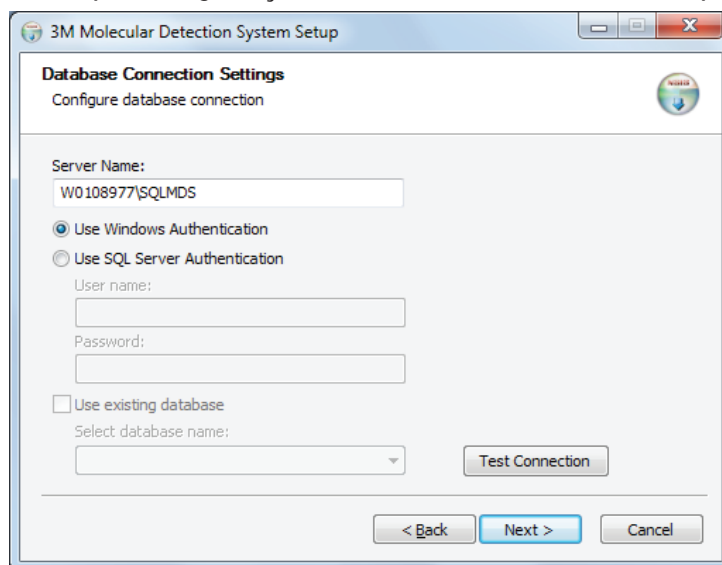 3M Molecular Detection System Setup
Database Connection Settings
Configure database connection
Server Name:
W0108977\SQLMDS
Use Windows Authentication
Use SQL Server Authentication
User name:
Password:
Use existing database
Select database name:
Test Connection
< Back Next > Cancel